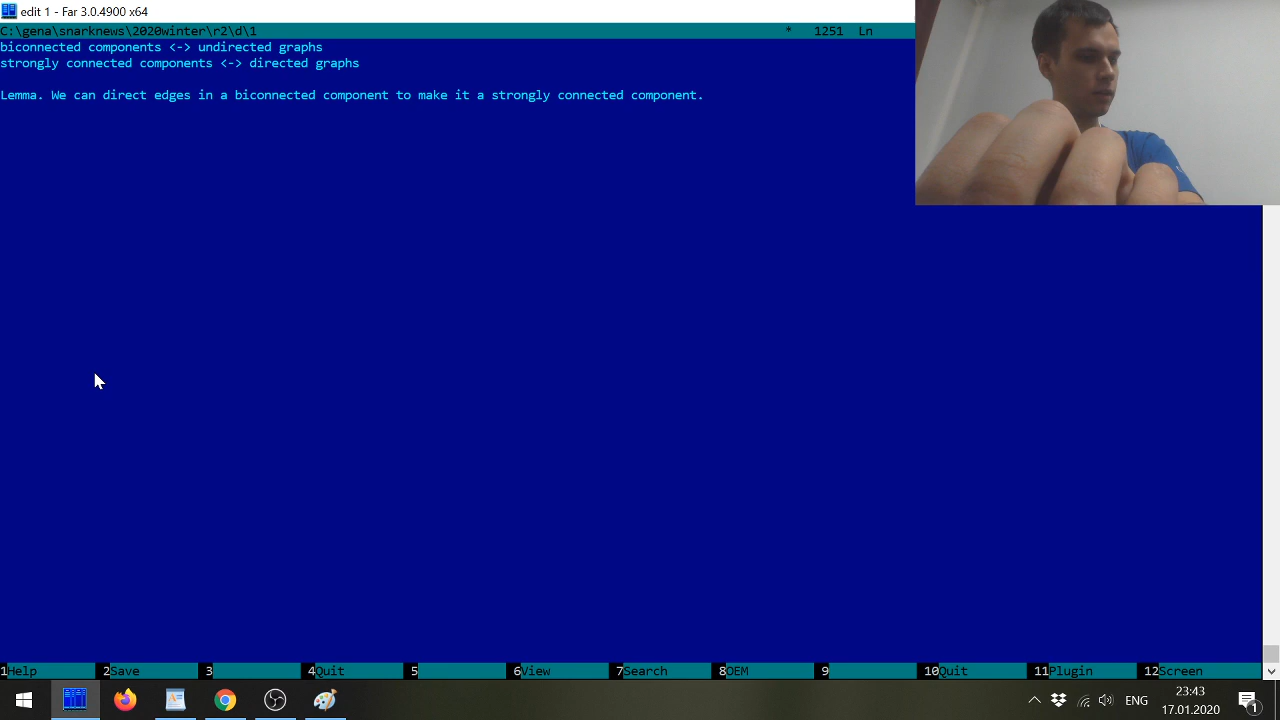 edit 1 - Far 3.0.4900 x64
C:\gena\snarknews\2020winter\r2\d\1 * 1251 Ln
biconnected components <-> undirected graphs
strongly connected components <-> directed graphs
Lemma. We can direct edges in a biconnected component to make it a strongly connected component.
1Help 2Save 3 4Quit 5 6View 7Search 8OEM 9 10Quit 11Plugin 12Screen
ENG
23:43
17.01.2020
1